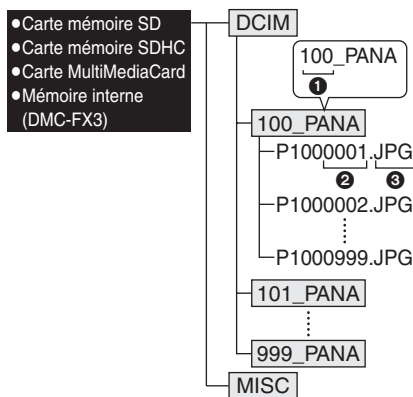 ●Carte mémoire SD
●Carte mémoire SDHC
●Carte MultiMediaCard
●Mémoire interne
(DMC-FX3)
DCIM
100_PANA
❶
100_PANA
P1000001.JPG
❷ ❸
P1000002.JPG
P1000999.JPG
101_PANA
999_PANA
MISC